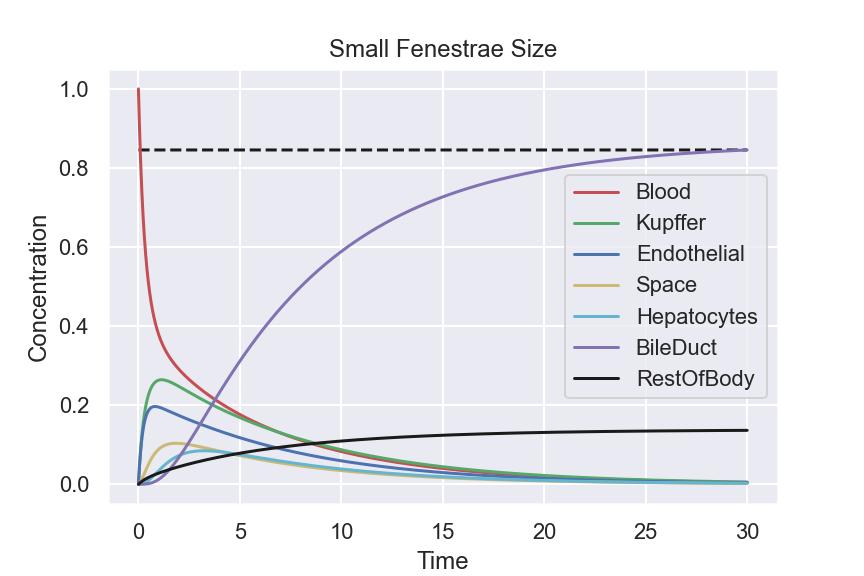 Small Fenestrae Size
Concentration
1.0
0.8
0.6
0.4
0.2
0.0
Blood
Kupffer
Endothelial
Space
Hepatocytes
BileDuct
RestOfBody
0 5 10 15 20 25 30
Time